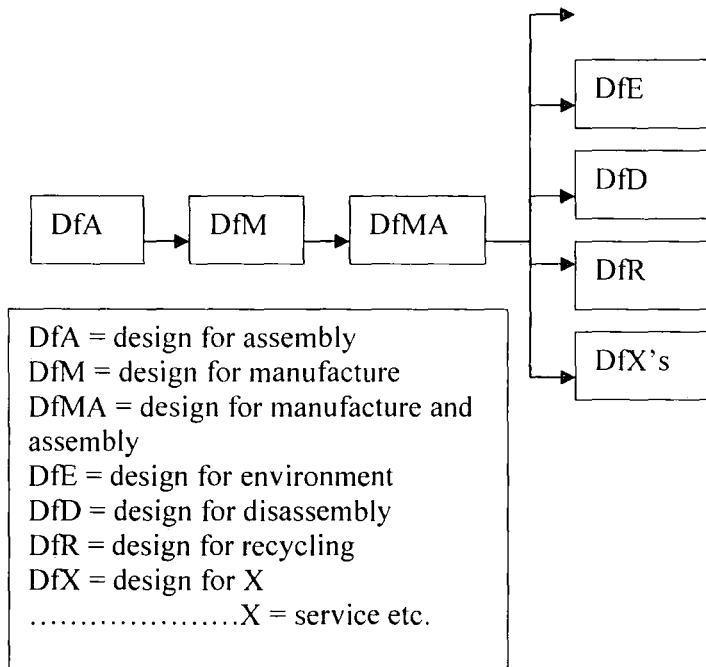 DfE
DfD
DfA
DfM
DfMA
DfR
DfX's
DfA = design for assembly
DfM = design for manufacture
DfMA = design for manufacture and
assembly
DfE = design for environment
DfD = design for disassembly
DfR = design for recycling
DfX = design for X
.....................X = service etc.